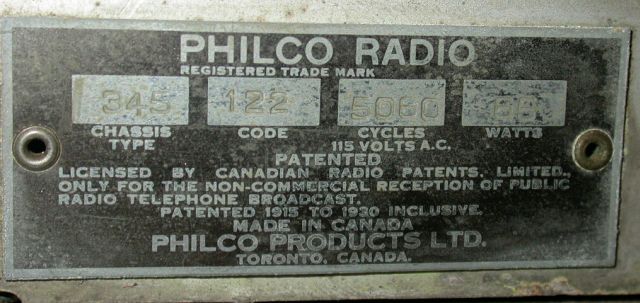 PHILCO RADIO
REGISTERED TRADE MARK
345 122 5060
CHASSIS TYPE CODE CYCLES WATTS
115 VOLTS A.C.
PATENTED
LICENSED BY CANADIAN RADIO PATENTS, LIMITED.,
ONLY FOR THE NON-COMMERCIAL RECEPTION OF PUBLIC
RADIO TELEPHONE BROADCAST.
PATENTED 1915 TO 1930 INCLUSIVE.
MADE IN CANADA
PHILCO PRODUCTS LTD.
TORONTO, CANADA.